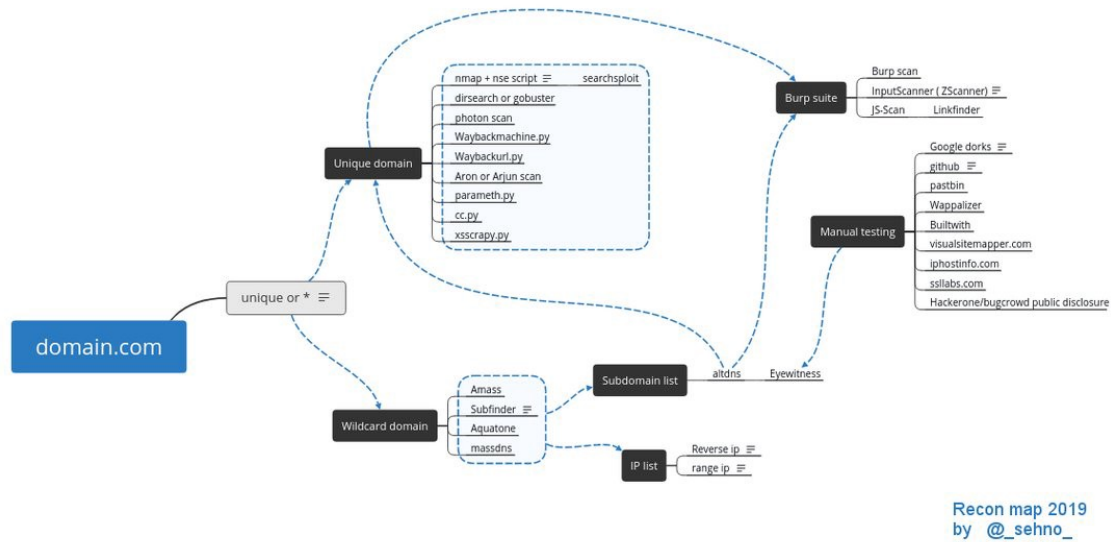 domain.com
unique or *
Unique domain
nmap + nse script searchsploit
dirsearch or gobuster
photon scan
Waybackmachine.py
Waybackurl.py
Aron or Arjun scan
parameth.py
cc.py
xsscrapy.py
Burp suite
Burp scan
InputScanner ( ZScanner)
JS-Scan Linkfinder
Manual testing
Google dorks
github
pastbin
Wappalizer
Builtwith
visualsitemapper.com
iphostinfo.com
ssllabs.com
Hackerone/bugcrowd public disclosure
Wildcard domain
Amass
Subfinder
Aquatone
massdns
Subdomain list
altdns
Eyewitness
IP list
Reverse ip
range ip
Recon map 2019
by @_sehno_